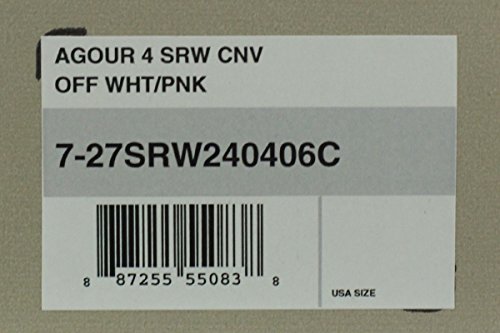 AGOUR 4 SRW CNV
OFF WHT/PNK
7-27SRW240406C
8 87255 55083 8
USA SIZE